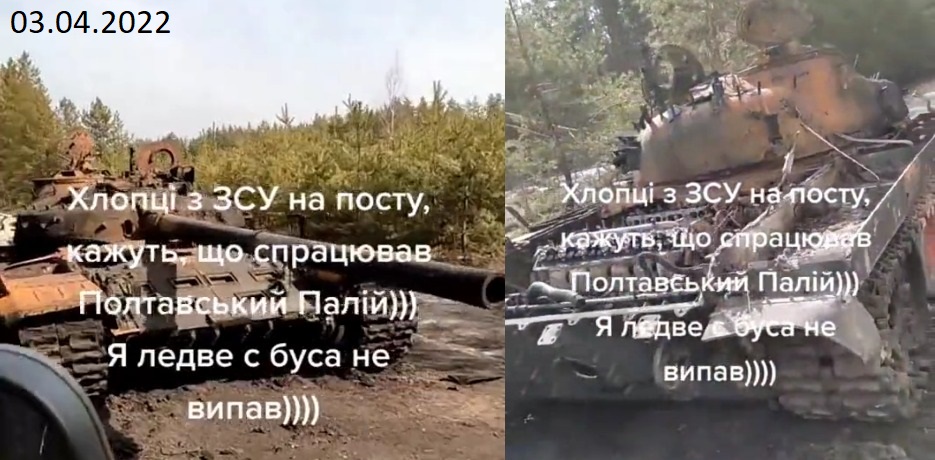 03.04.2022
Хлопці з ЗСУ на посту,
кажуть, що спрацював
Полтавський Палій)))
Я ледве с буса не
випав))))
Хлопці з ЗСУ на посту,
кажуть, що спрацював
Полтавський Палій)))
Я ледве с буса не
випав))))